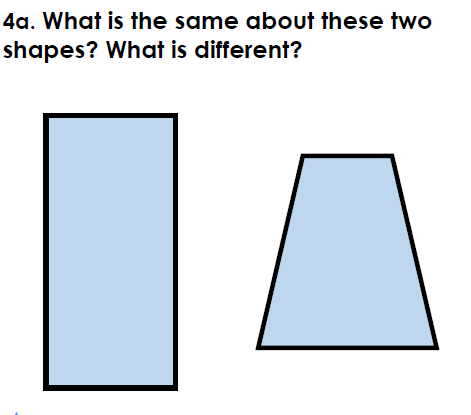 4a. What is the same about these two
shapes? What is different?